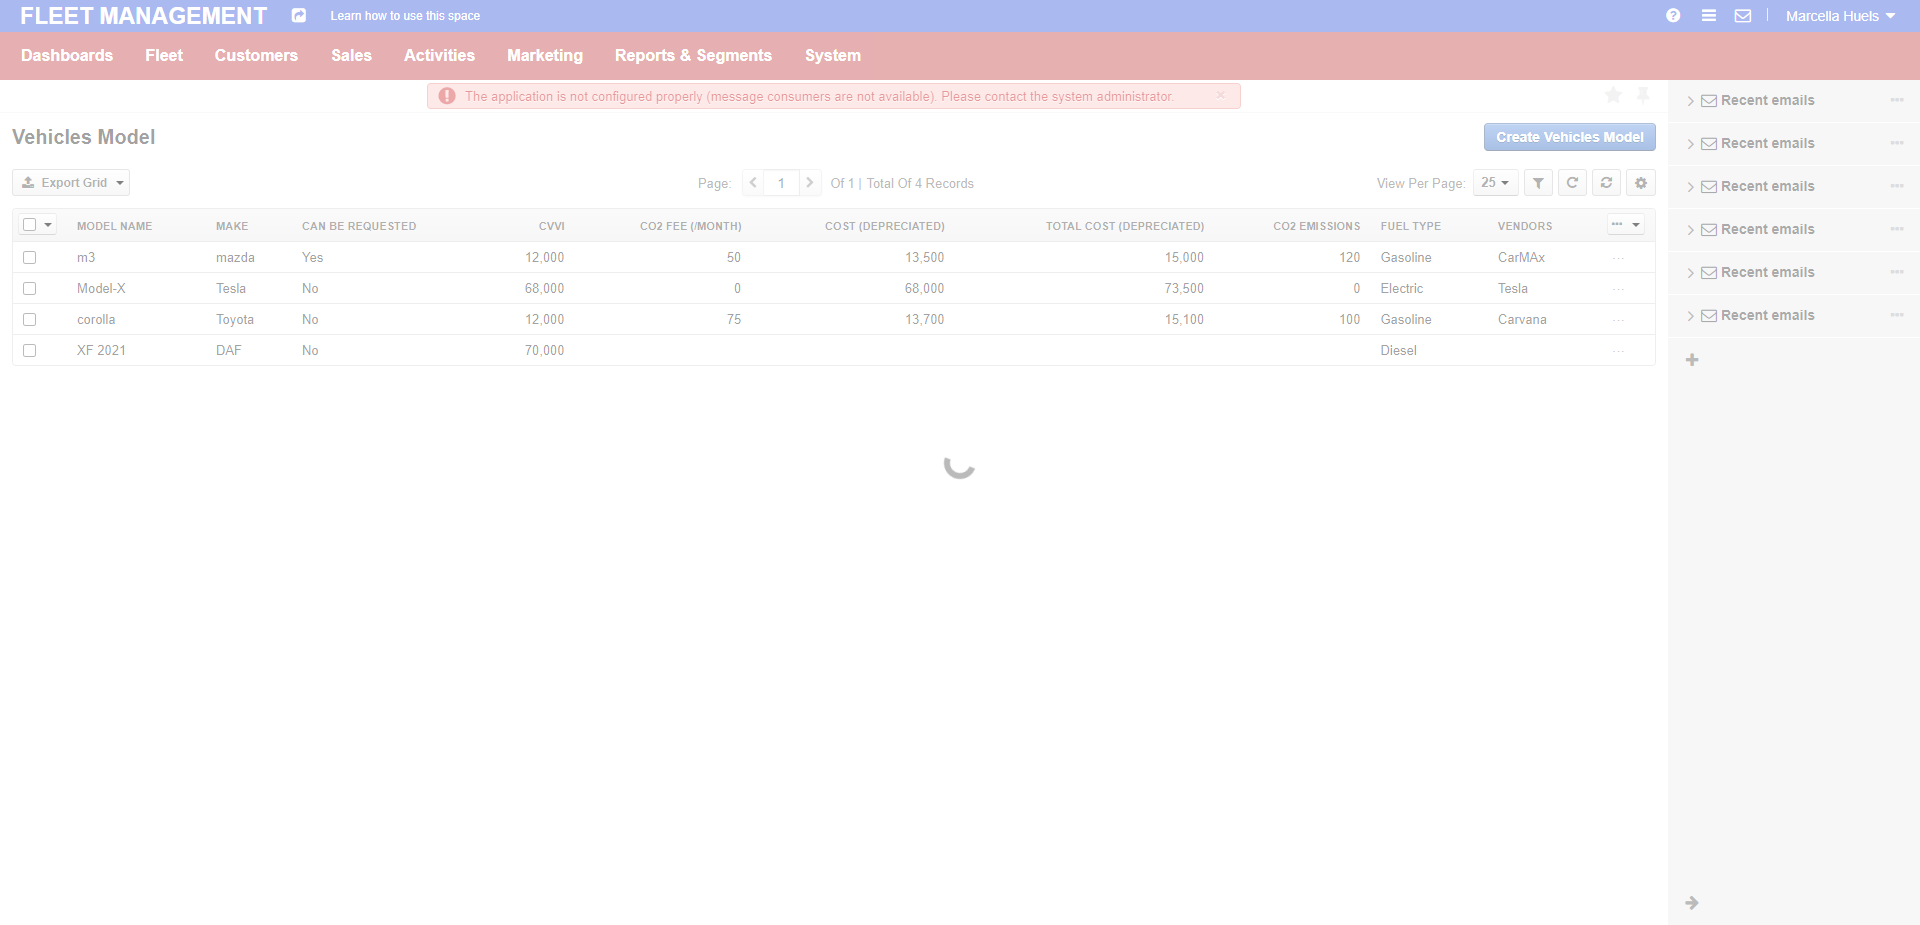 FLEET MANAGEMENT Learn how to use this space Marcella Huels
Dashboards Fleet Customers Sales Activities Marketing Reports & Segments System
The application is not configured properly (message consumers are not available). Please contact the system administrator. ×
Vehicles Model Create Vehicles Model
Export Grid Page: 1 Of 1 | Total Of 4 Records View Per Page: 25
MODEL NAME MAKE CAN BE REQUESTED CVVI CO2 FEE (/MONTH) COST (DEPRECIATED) TOTAL COST (DEPRECIATED) CO2 EMISSIONS FUEL TYPE VENDORS
m3 mazda Yes 12,000 50 13,500 15,000 120 Gasoline CarMAx
Model-X Tesla No 68,000 0 68,000 73,500 0 Electric Tesla
corolla Toyota No 12,000 75 13,700 15,100 100 Gasoline Carvana
XF 2021 DAF No 70,000 Diesel
Recent emails
Recent emails
Recent emails
Recent emails
Recent emails
Recent emails